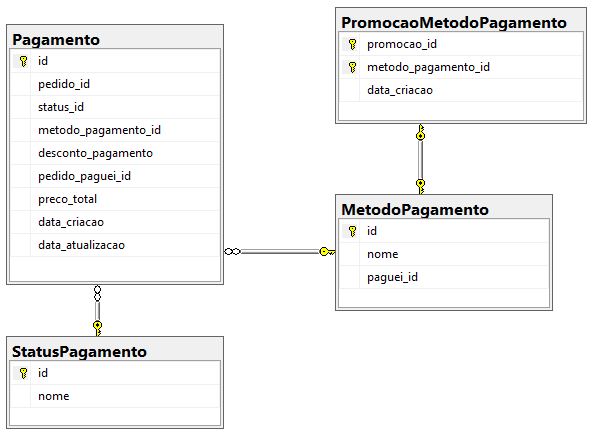 Pagamento
id
pedido_id
status_id
metodo_pagamento_id
desconto_pagamento
pedido_paguei_id
preco_total
data_criacao
data_atualizacao
PromocaoMetodoPagamento
promocao_id
metodo_pagamento_id
data_criacao
MetodoPagamento
id
nome
paguei_id
StatusPagamento
id
nome